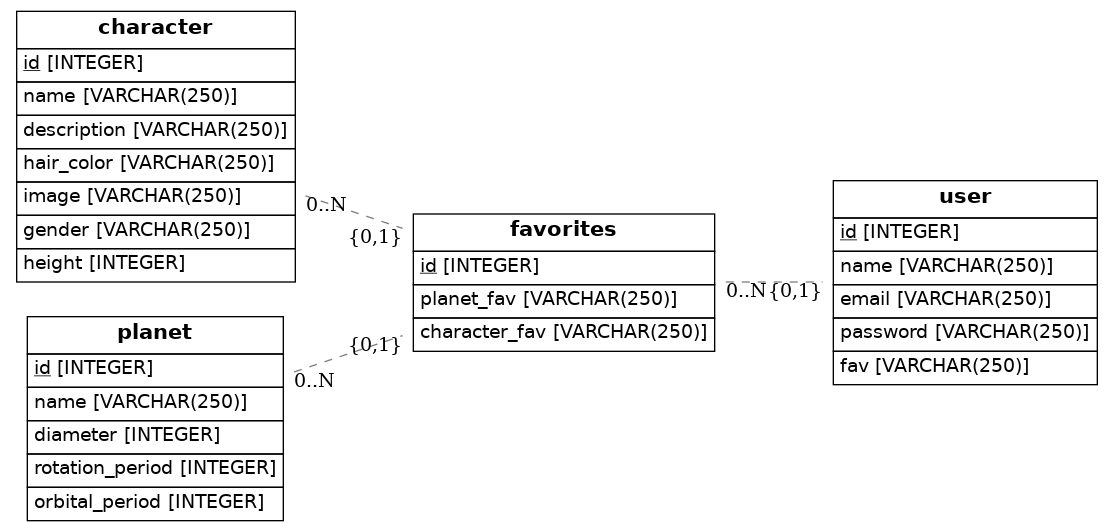 character
id [INTEGER]
name [VARCHAR(250)]
description [VARCHAR(250)]
hair_color [VARCHAR(250)]
image [VARCHAR(250)]
gender [VARCHAR(250)]
height [INTEGER]
0..N
{0,1}
planet
id [INTEGER]
name [VARCHAR(250)]
diameter [INTEGER]
rotation_period [INTEGER]
orbital_period [INTEGER]
{0,1}
0..N
favorites
id [INTEGER]
planet_fav [VARCHAR(250)]
character_fav [VARCHAR(250)]
0..N {0,1}
user
id [INTEGER]
name [VARCHAR(250)]
email [VARCHAR(250)]
password [VARCHAR(250)]
fav [VARCHAR(250)]